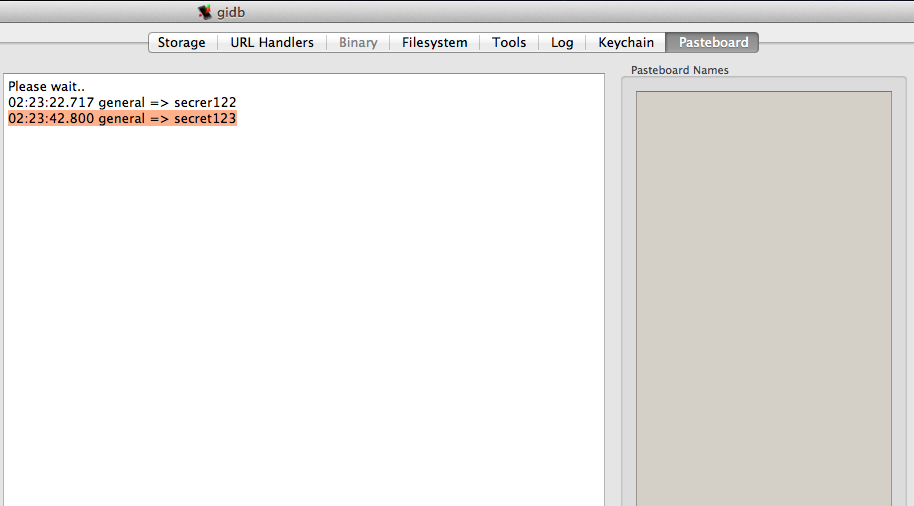 gidb
Storage URL Handlers Binary Filesystem Tools Log Keychain Pasteboard
Please wait..
02:23:22.717 general => secrer122
02:23:42.800 general => secret123
Pasteboard Names